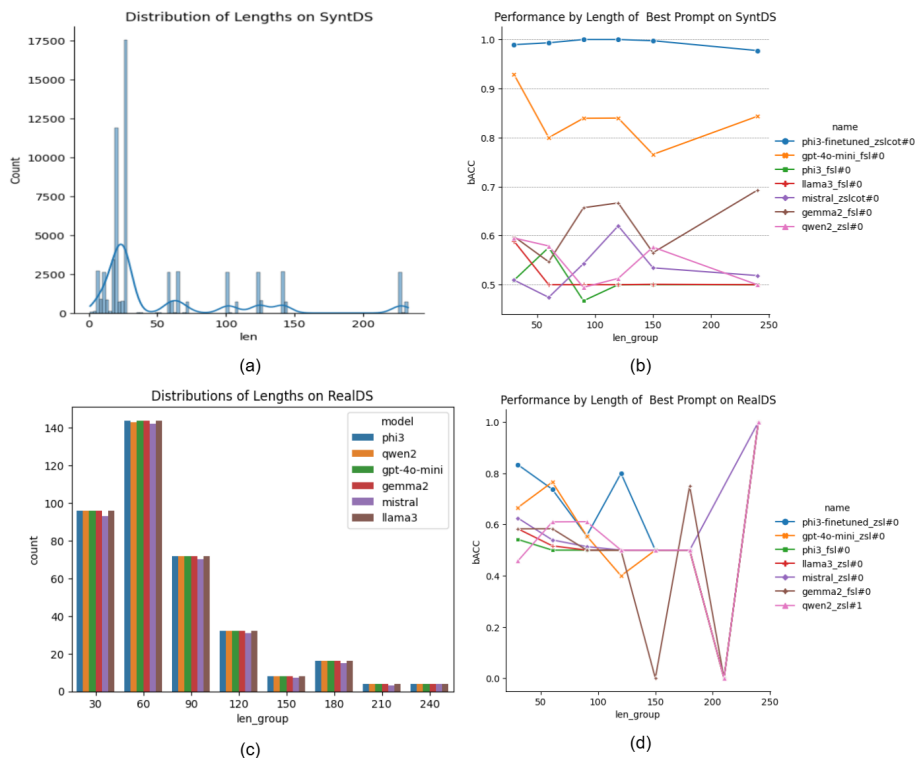 Distribution of Lengths on SyntDS
Count
17500
15000
12500
10000
7500
5000
2500
0
0 50 100 150 200
len
(a)
Performance by Length of Best Prompt on SyntDS
bACC
1.0
0.9
0.8
0.7
0.6
0.5
50 100 150 200 250
len_group
name
phi3-finetuned_zslcot#0
gpt-4o-mini_fsl#0
phi3_fsl#0
llama3_fsl#0
mistral_zslcot#0
gemma2_fsl#0
qwen2_zsl#0
(b)
Distributions of Lengths on RealDS
count
140
120
100
80
60
40
20
0
30 60 90 120 150 180 210 240
len_group
model
phi3
qwen2
gpt-4o-mini
gemma2
mistral
llama3
(c)
Performance by Length of Best Prompt on RealDS
bACC
1.0
0.8
0.6
0.4
0.2
0.0
50 100 150 200 250
len_group
name
phi3-finetuned_zsl#0
gpt-4o-mini_zsl#0
phi3_fsl#0
llama3_zsl#0
mistral_zsl#0
gemma2_fsl#0
qwen2_zsl#1
(d)